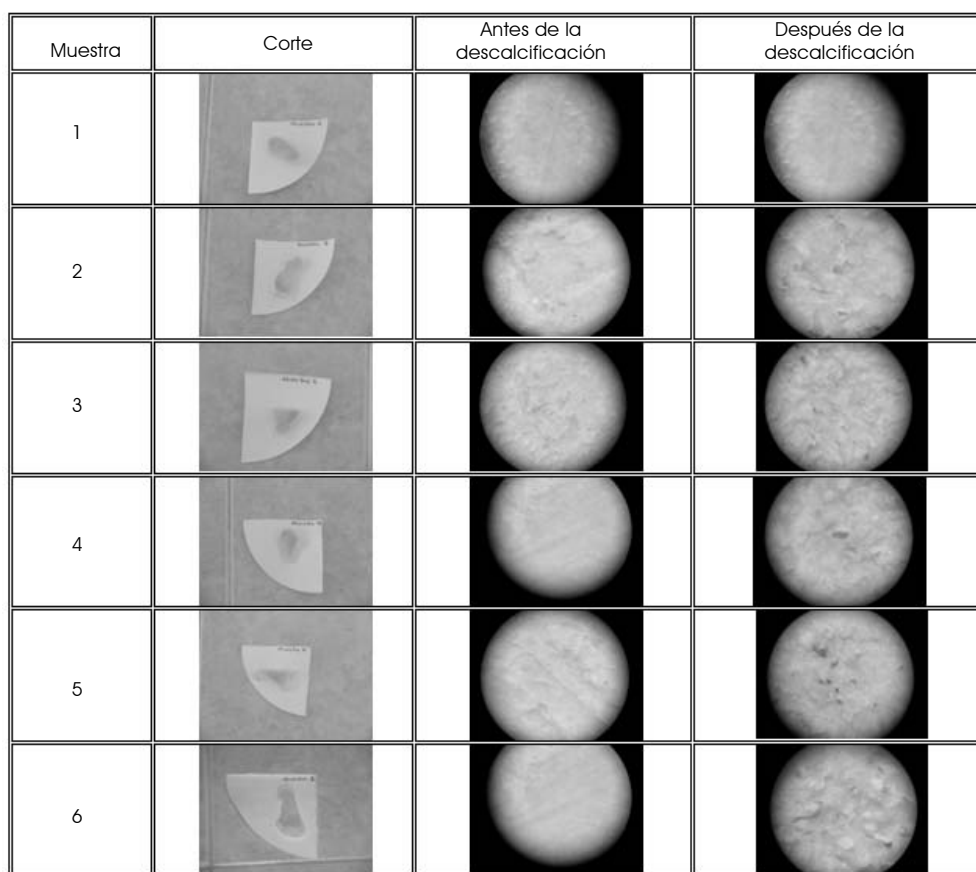 Muestra
Corte
Antes de la
descalcificación
Después de la
descalcificación
1
2
3
4
5
6